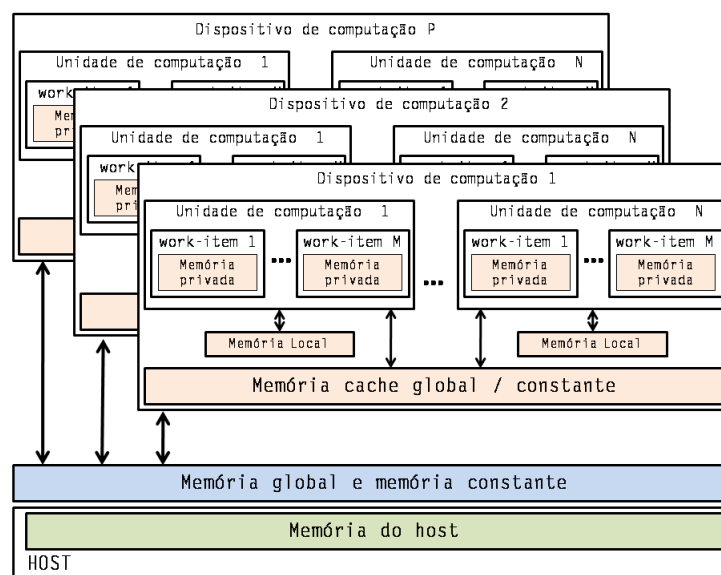 Dispositivo de computação P
Unidade de computação 1
Unidade de computação N
Dispositivo de computação 2
Unidade de computação 1
Unidade de computação N
Dispositivo de computação 1
Unidade de computação 1
Unidade de computação N
work-item 1
work-item M
work-item 1
work-item M
Memória privada
...
Memória privada
...
Memória privada
...
Memória privada
Memória Local
Memória Local
Memória cache global / constante
Memória global e memória constante
Memória do host
HOST